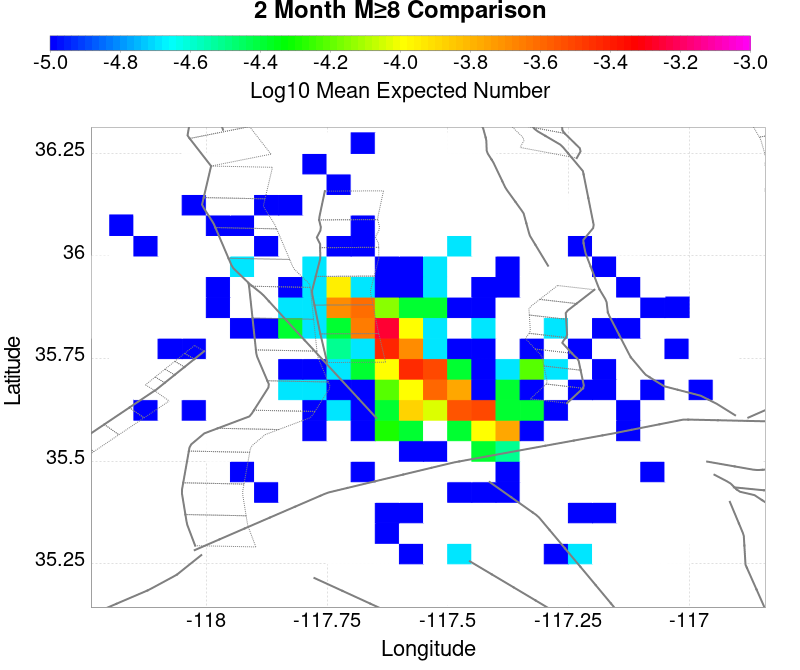 2 Month M≥8 Comparison
-5.0 -4.8 -4.6 -4.4 -4.2 -4.0 -3.8 -3.6 -3.4 -3.2 -3.0
Log10 Mean Expected Number
36.25
36
35.75
35.5
35.25
Latitude
-118 -117.75 -117.5 -117.25 -117
Longitude